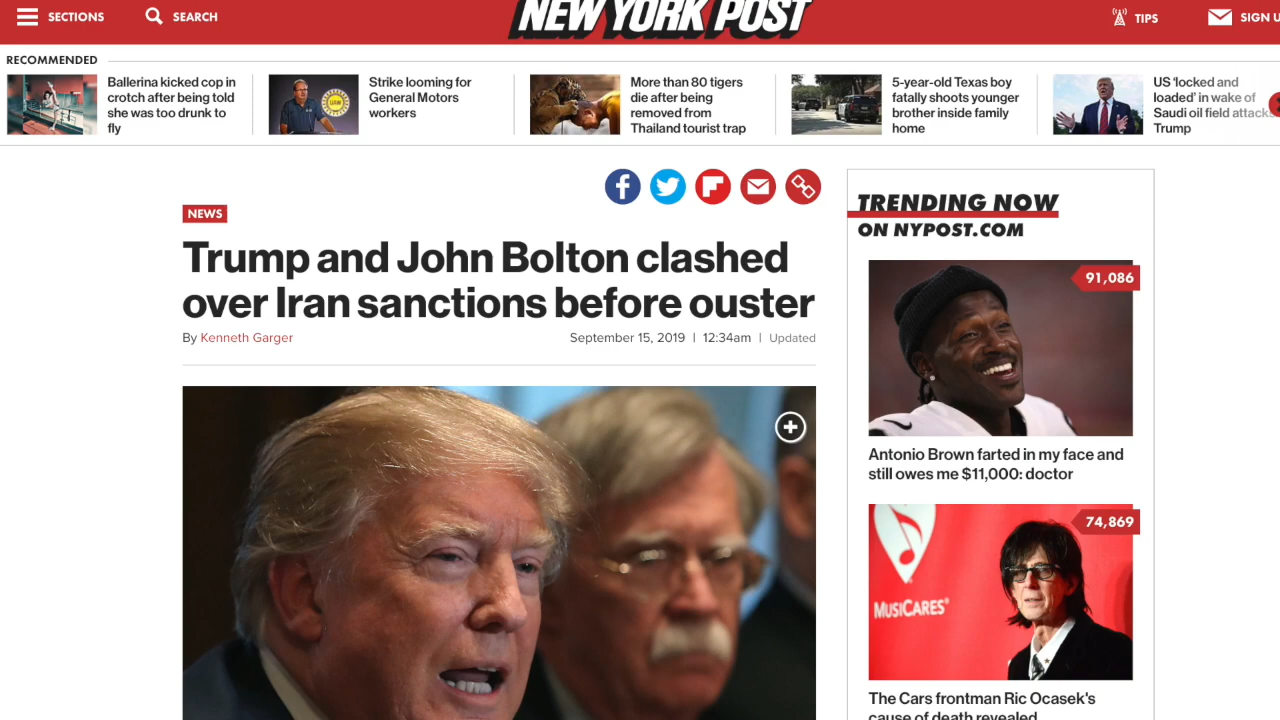 SECTIONS
SEARCH
NEW YORK POST
TIPS
SIGN U
RECOMMENDED
Ballerina kicked cop in
crotch after being told
she was too drunk to
fly
Strike looming for
General Motors
workers
More than 80 tigers
die after being
removed from
Thailand tourist trap
5-year-old Texas boy
fatally shoots younger
brother inside family
home
US 'locked and
loaded' in wake of
Saudi oil field attack
Trump
NEWS
Trump and John Bolton clashed
over Iran sanctions before ouster
By Kenneth Garger
September 15, 2019 | 12:34am | Updated
TRENDING NOW
ON NYPOST.COM
91,086
Antonio Brown farted in my face and
still owes me $11,000: doctor
74,869
MUSICARES®
The Cars frontman Ric Ocasek's
cause of death revealed